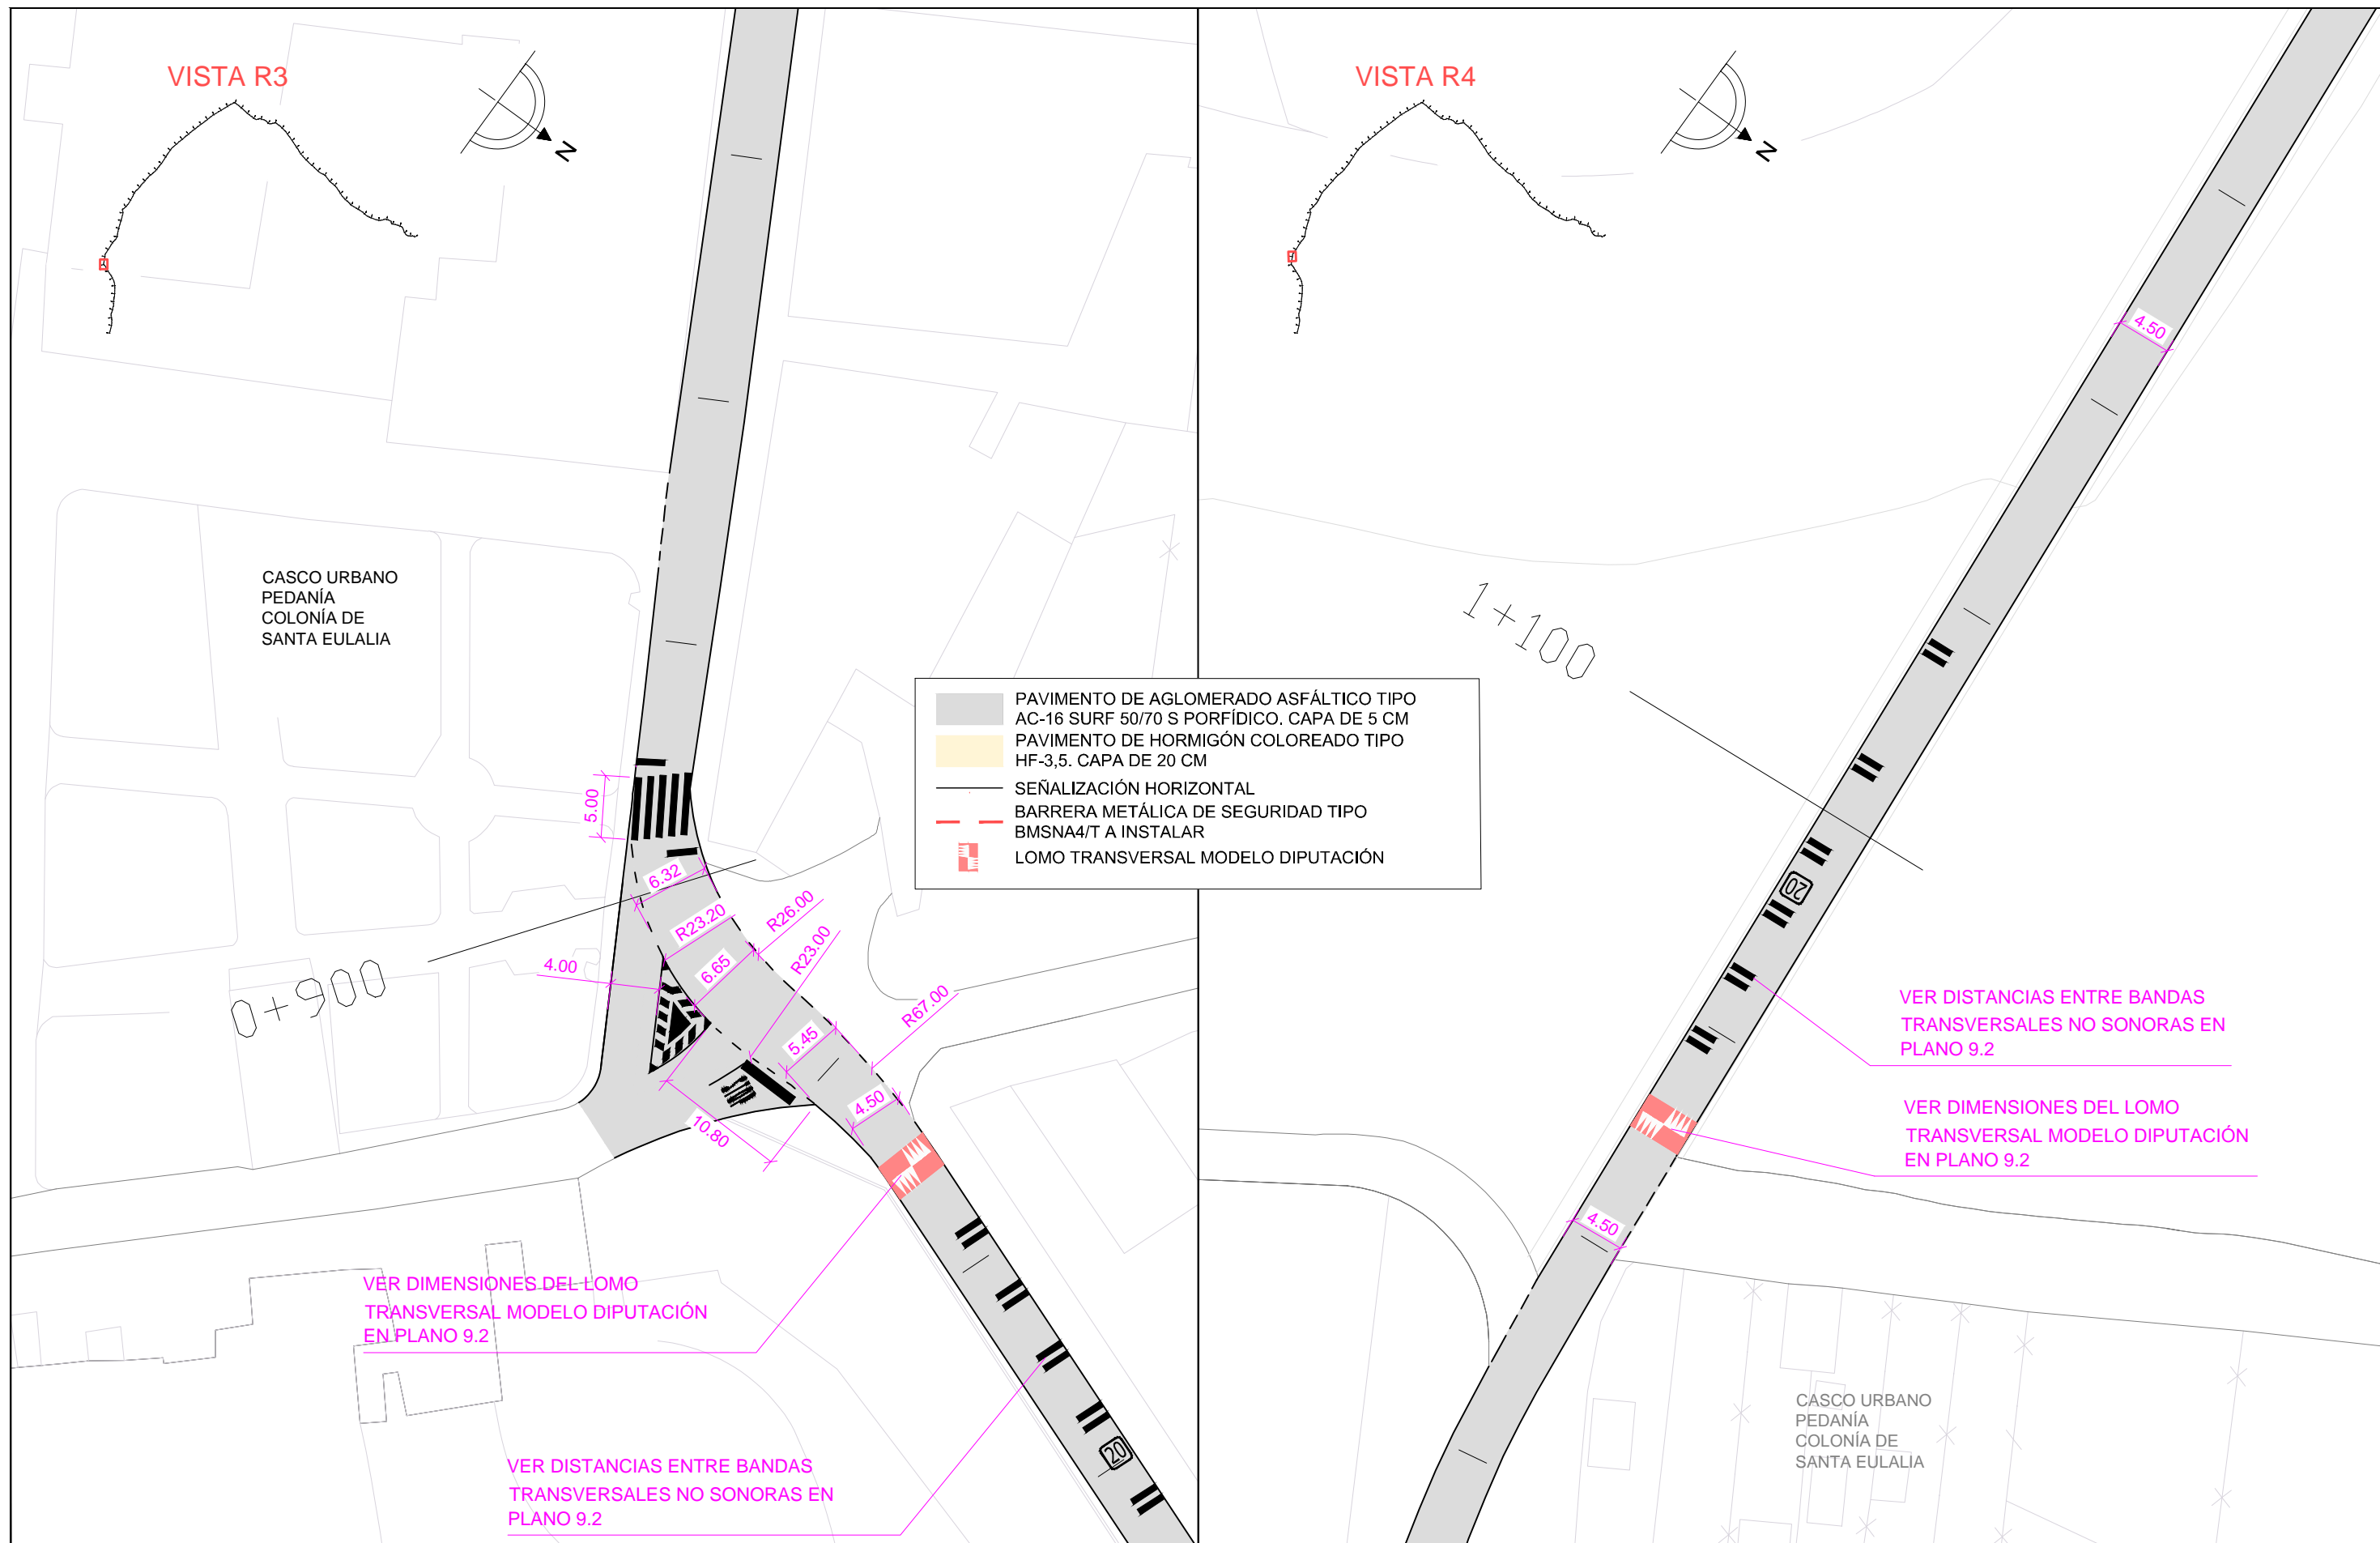 VISTA R3
N
CASCO URBANO
PEDANÍA
COLONÍA DE
SANTA EULALIA
5.00
6.32
R23.20
R26.00
R23.00
4.00
6.65
0+900
R67.00
5.45
4.50
10.80
VER DIMENSIONES DEL LOMO
TRANSVERSAL MODELO DIPUTACIÓN
EN PLANO 9.2
20
VER DISTANCIAS ENTRE BANDAS
TRANSVERSALES NO SONORAS EN
PLANO 9.2
PAVIMENTO DE AGLOMERADO ASFÁLTICO TIPO
AC-16 SURF 50/70 S PORFÍDICO. CAPA DE 5 CM
PAVIMENTO DE HORMIGÓN COLOREADO TIPO
HF-3,5. CAPA DE 20 CM
SEÑALIZACIÓN HORIZONTAL
BARRERA METÁLICA DE SEGURIDAD TIPO
BMSNA4/T A INSTALAR
LOMO TRANSVERSAL MODELO DIPUTACIÓN
VISTA R4
N
4.50
1+100
20
VER DISTANCIAS ENTRE BANDAS
TRANSVERSALES NO SONORAS EN
PLANO 9.2
VER DIMENSIONES DEL LOMO
TRANSVERSAL MODELO DIPUTACIÓN
EN PLANO 9.2
4.50
CASCO URBANO
PEDANÍA
COLONÍA DE
SANTA EULALIA